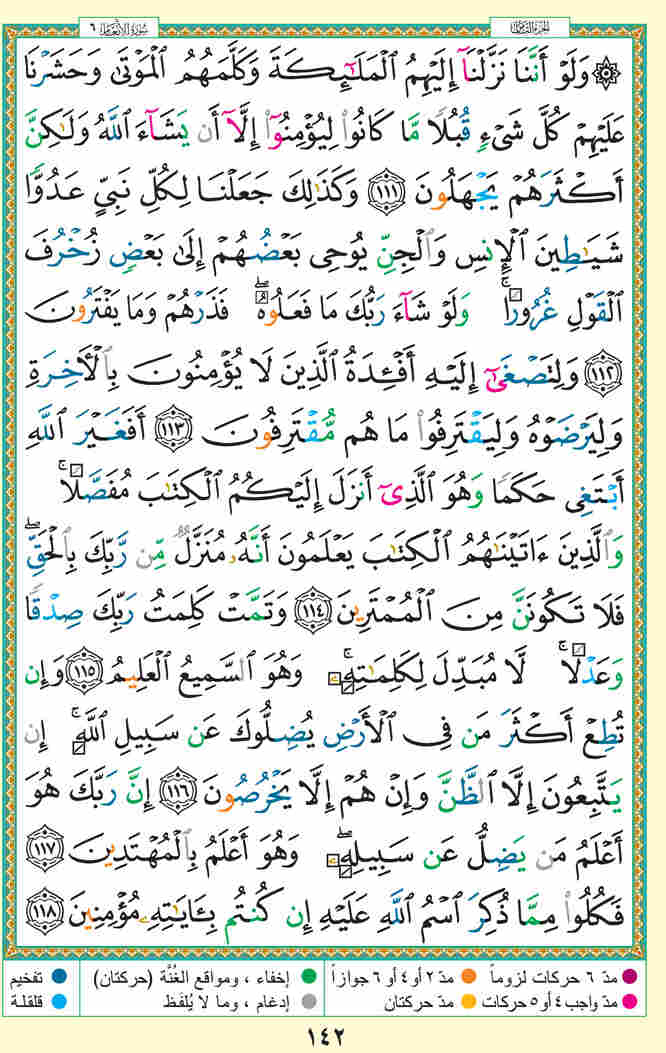 سورة الأنعام ٦
الجزء الثامن
۞ وَلَوْ أَنَّنَا نَزَّلْنَآ إِلَيْهِمُ ٱلْمَلَـٰٓئِكَةَ وَكَلَّمَهُمُ ٱلْمَوْتَىٰ وَحَشَرْنَا
عَلَيْهِمْ كُلَّ شَىْءٍ قُبُلًا مَّا كَانُوا۟ لِيُؤْمِنُوٓا۟ إِلَّآ أَن يَشَآءَ ٱللَّهُ وَلَـٰكِنَّ
أَكْثَرَهُمْ يَجْهَلُونَ ١١١ وَكَذَٰلِكَ جَعَلْنَا لِكُلِّ نَبِىٍّ عَدُوًّا
شَيَـٰطِينَ ٱلْإِنسِ وَٱلْجِنِّ يُوحِى بَعْضُهُمْ إِلَىٰ بَعْضٍ زُخْرُفَ
ٱلْقَوْلِ غُرُورًا ۚ وَلَوْ شَآءَ رَبُّكَ مَا فَعَلُوهُ ۖ فَذَرْهُمْ وَمَا يَفْتَرُونَ
١١٢ وَلِتَصْغَىٰٓ إِلَيْهِ أَفْـِٔدَةُ ٱلَّذِينَ لَا يُؤْمِنُونَ بِٱلْـَٔاخِرَةِ
وَلِيَرْضَوْهُ وَلِيَقْتَرِفُوا۟ مَا هُم مُّقْتَرِفُونَ ١١٣ أَفَغَيْرَ ٱللَّهِ
أَبْتَغِى حَكَمًا وَهُوَ ٱلَّذِىٓ أَنزَلَ إِلَيْكُمُ ٱلْكِتَـٰبَ مُفَصَّلًا ۚ
وَٱلَّذِينَ ءَاتَيْنَـٰهُمُ ٱلْكِتَـٰبَ يَعْلَمُونَ أَنَّهُۥ مُنَزَّلٌ مِّن رَّبِّكَ بِٱلْحَقِّ ۖ
فَلَا تَكُونَنَّ مِنَ ٱلْمُمْتَرِينَ ١١٤ وَتَمَّتْ كَلِمَتُ رَبِّكَ صِدْقًا
وَعَدْلًا ۚ لَّا مُبَدِّلَ لِكَلِمَـٰتِهِۦ ۚ وَهُوَ ٱلسَّمِيعُ ٱلْعَلِيمُ ١١٥ وَإِن
تُطِعْ أَكْثَرَ مَن فِى ٱلْأَرْضِ يُضِلُّوكَ عَن سَبِيلِ ٱللَّهِ ۚ إِن
يَتَّبِعُونَ إِلَّا ٱلظَّنَّ وَإِنْ هُمْ إِلَّا يَخْرُصُونَ ١١٦ إِنَّ رَبَّكَ هُوَ
أَعْلَمُ مَن يَضِلُّ عَن سَبِيلِهِۦ ۖ وَهُوَ أَعْلَمُ بِٱلْمُهْتَدِينَ ١١٧
فَكُلُوا۟ مِمَّا ذُكِرَ ٱسْمُ ٱللَّهِ عَلَيْهِ إِن كُنتُم بِـَٔايَـٰتِهِۦ مُؤْمِنِينَ ١١٨
مدّ ٦ حركات لزوماً مدّ ٢ أو ٤ أو ٦ جوازاً إخفاء ، ومواقع الغُنَّة (حركتان) تفخيم
مدّ واجب ٤ أو ٥ حركات مدّ حركتان إدغام ، وما لا يُلفَظ قلقلة
١٤٢